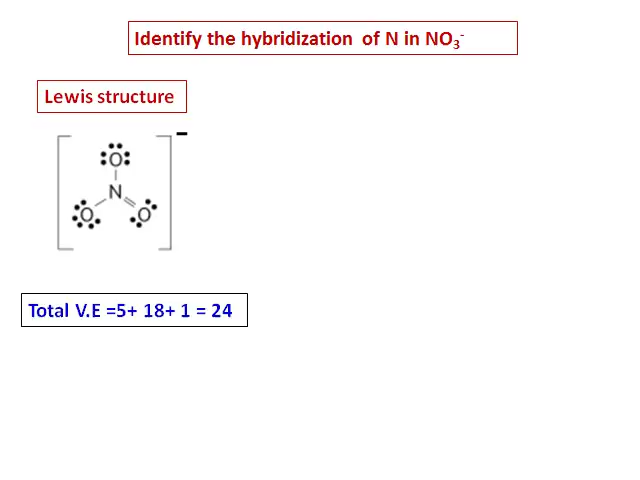 Identify the hybridization of N in NO₃⁻
Lewis structure
−
O
N
O O
Total V.E =5+ 18+ 1 = 24